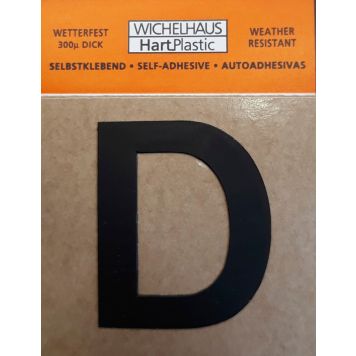 WETTERFEST
300µ DICK
WICHELHAUS
HartPlastic
WEATHER
RESISTANT
SELBSTKLEBEND • SELF-ADHESIVE • AUTOADHESIVAS
D